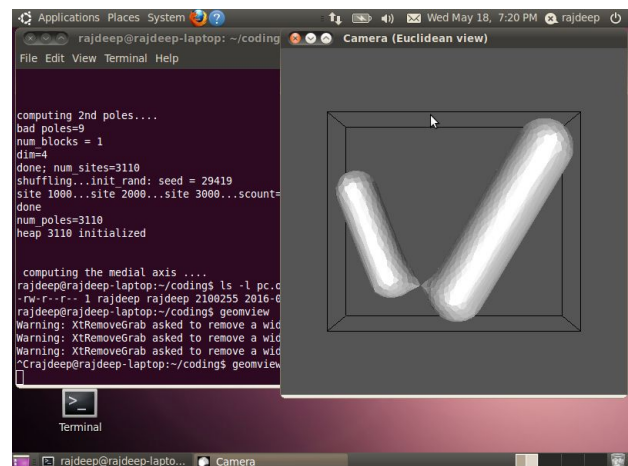 Applications Places System
Wed May 18, 7:20 PM rajdeep
rajdeep@rajdeep-laptop: ~/coding
Camera (Euclidean view)
File Edit View Terminal Help
computing 2nd poles....
bad poles=9
num_blocks = 1
dim=4
done; num_sites=3110
shuffling...init_rand: seed = 29419
site 1000...site 2000...site 3000...scount=
done
num_poles=3110
heap 3110 initialized
computing the medial axis ....
rajdeep@rajdeep-laptop:~/coding$ ls -l pc.o
-rw-r--r-- 1 rajdeep rajdeep 2100255 2016-0
rajdeep@rajdeep-laptop:~/coding$ geomview
Warning: XtRemoveGrab asked to remove a wid
Warning: XtRemoveGrab asked to remove a wid
Warning: XtRemoveGrab asked to remove a wid
^Crajdeep@rajdeep-laptop:~/coding$ geomview
Terminal
rajdeep@rajdeep-lapto... Camera